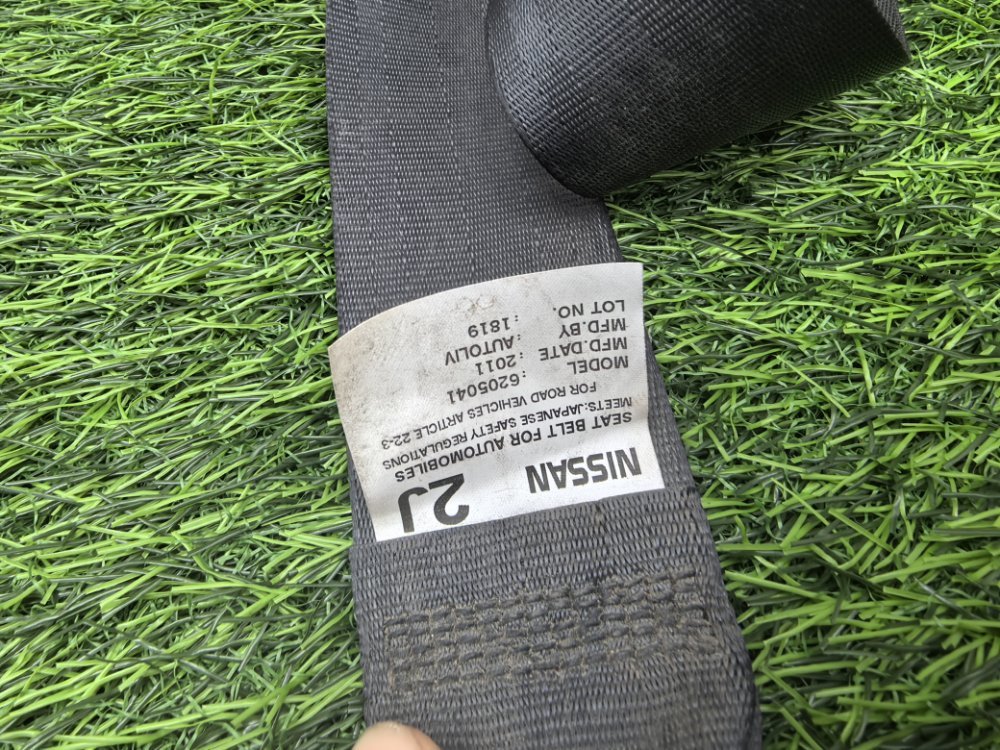 NISSAN 2J
SEAT BELT FOR AUTOMOBILES
MEETS:JAPANESE SAFETY REGULATIONS
FOR ROAD VEHICLES ARTICLE 22-3
MODEL :6205041
MFD.DATE :2011
MFD.BY :AUTOLIV
LOT NO. :1819